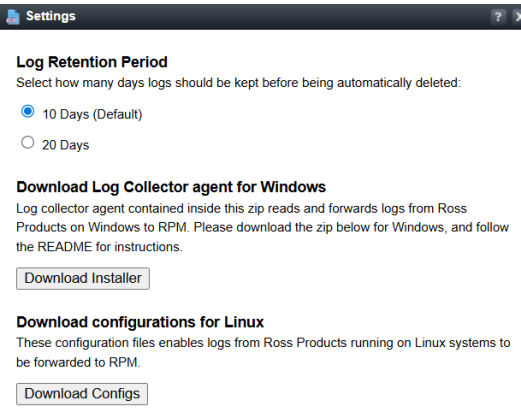 Settings
? X
Log Retention Period
Select how many days logs should be kept before being automatically deleted:
10 Days (Default)
20 Days
Download Log Collector agent for Windows
Log collector agent contained inside this zip reads and forwards logs from Ross
Products on Windows to RPM. Please download the zip below for Windows, and follow
the README for instructions.
Download Installer
Download configurations for Linux
These configuration files enables logs from Ross Products running on Linux systems to
be forwarded to RPM.
Download Configs